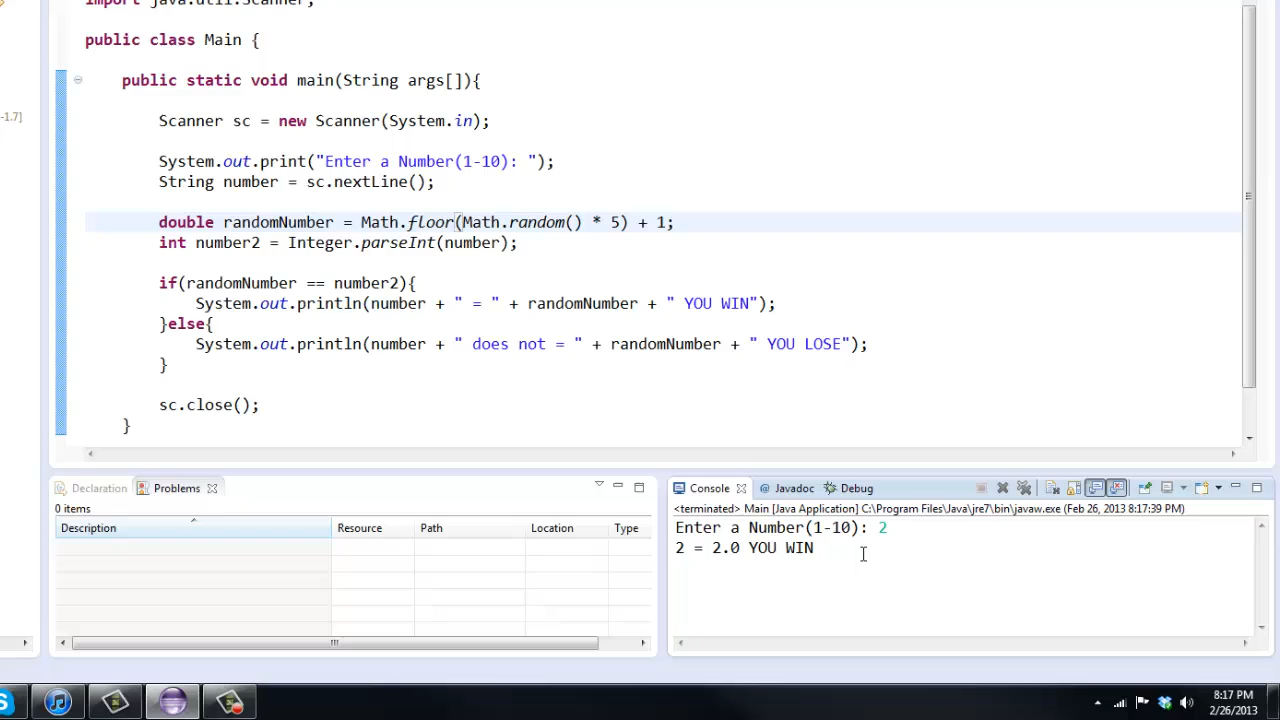 import java.util.Scanner;
public class Main {
public static void main(String args[]){
-1.7]
Scanner sc = new Scanner(System.in);
System.out.print("Enter a Number(1-10): ");
String number = sc.nextLine();
double randomNumber = Math.floor(Math.random() * 5) + 1;
int number2 = Integer.parseInt(number);
if(randomNumber == number2){
System.out.println(number + " = " + randomNumber + " YOU WIN");
}else{
System.out.println(number + " does not = " + randomNumber + " YOU LOSE");
}
sc.close();
}
Declaration Problems
Console Javadoc Debug
0 items
<terminated> Main [Java Application] C:\Program Files\Java\jre7\bin\javaw.exe (Feb 26, 2013 8:17:39 PM)
Description Resource Path Location Type
Enter a Number(1-10): 2
2 = 2.0 YOU WIN
8:17 PM
2/26/2013